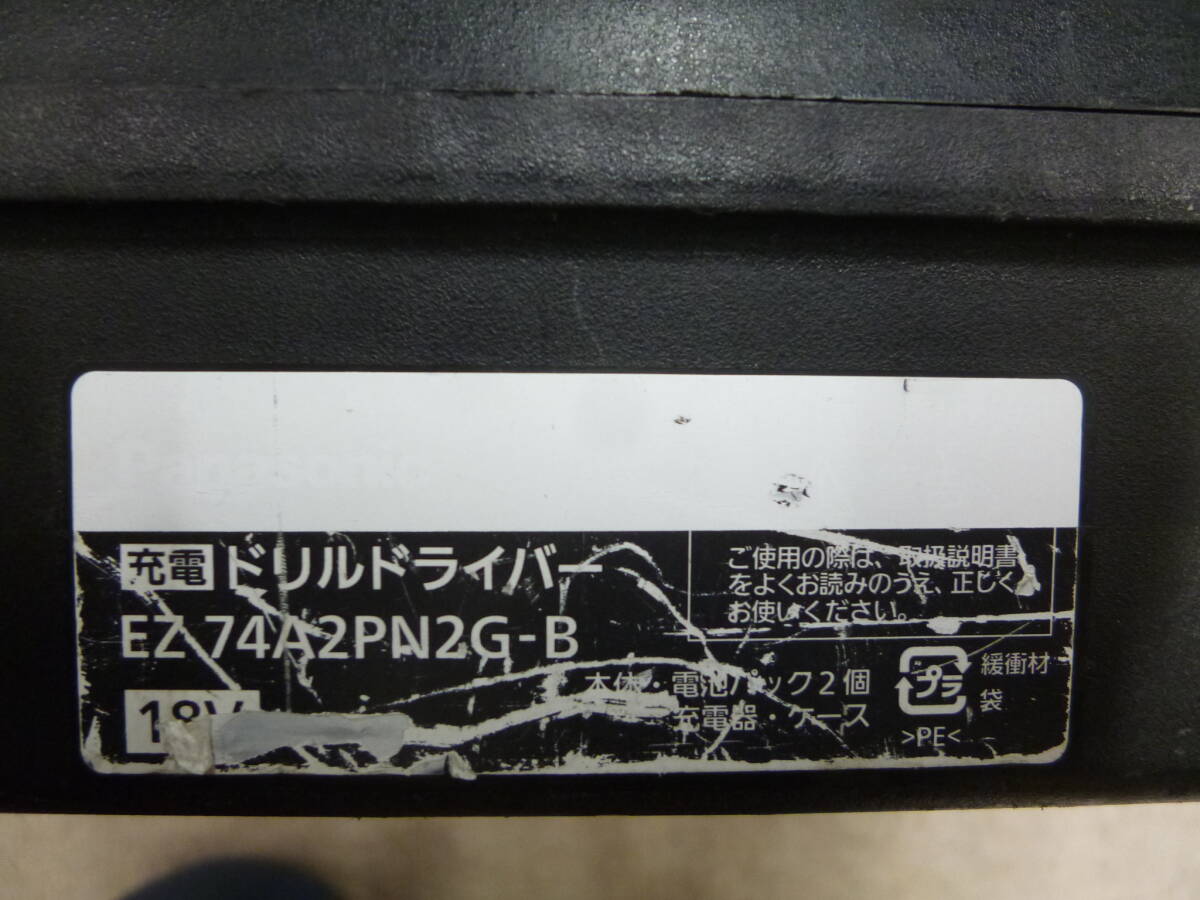 Panasonic
充電 ドリルドライバー
EZ 74A2PN2G-B
18V
ご使用の際は、取扱説明書
をよくお読みのうえ、正しく
お使いください。
本体・電池パック2個
充電器・ケース
プラ
緩衝材
袋
>PE<